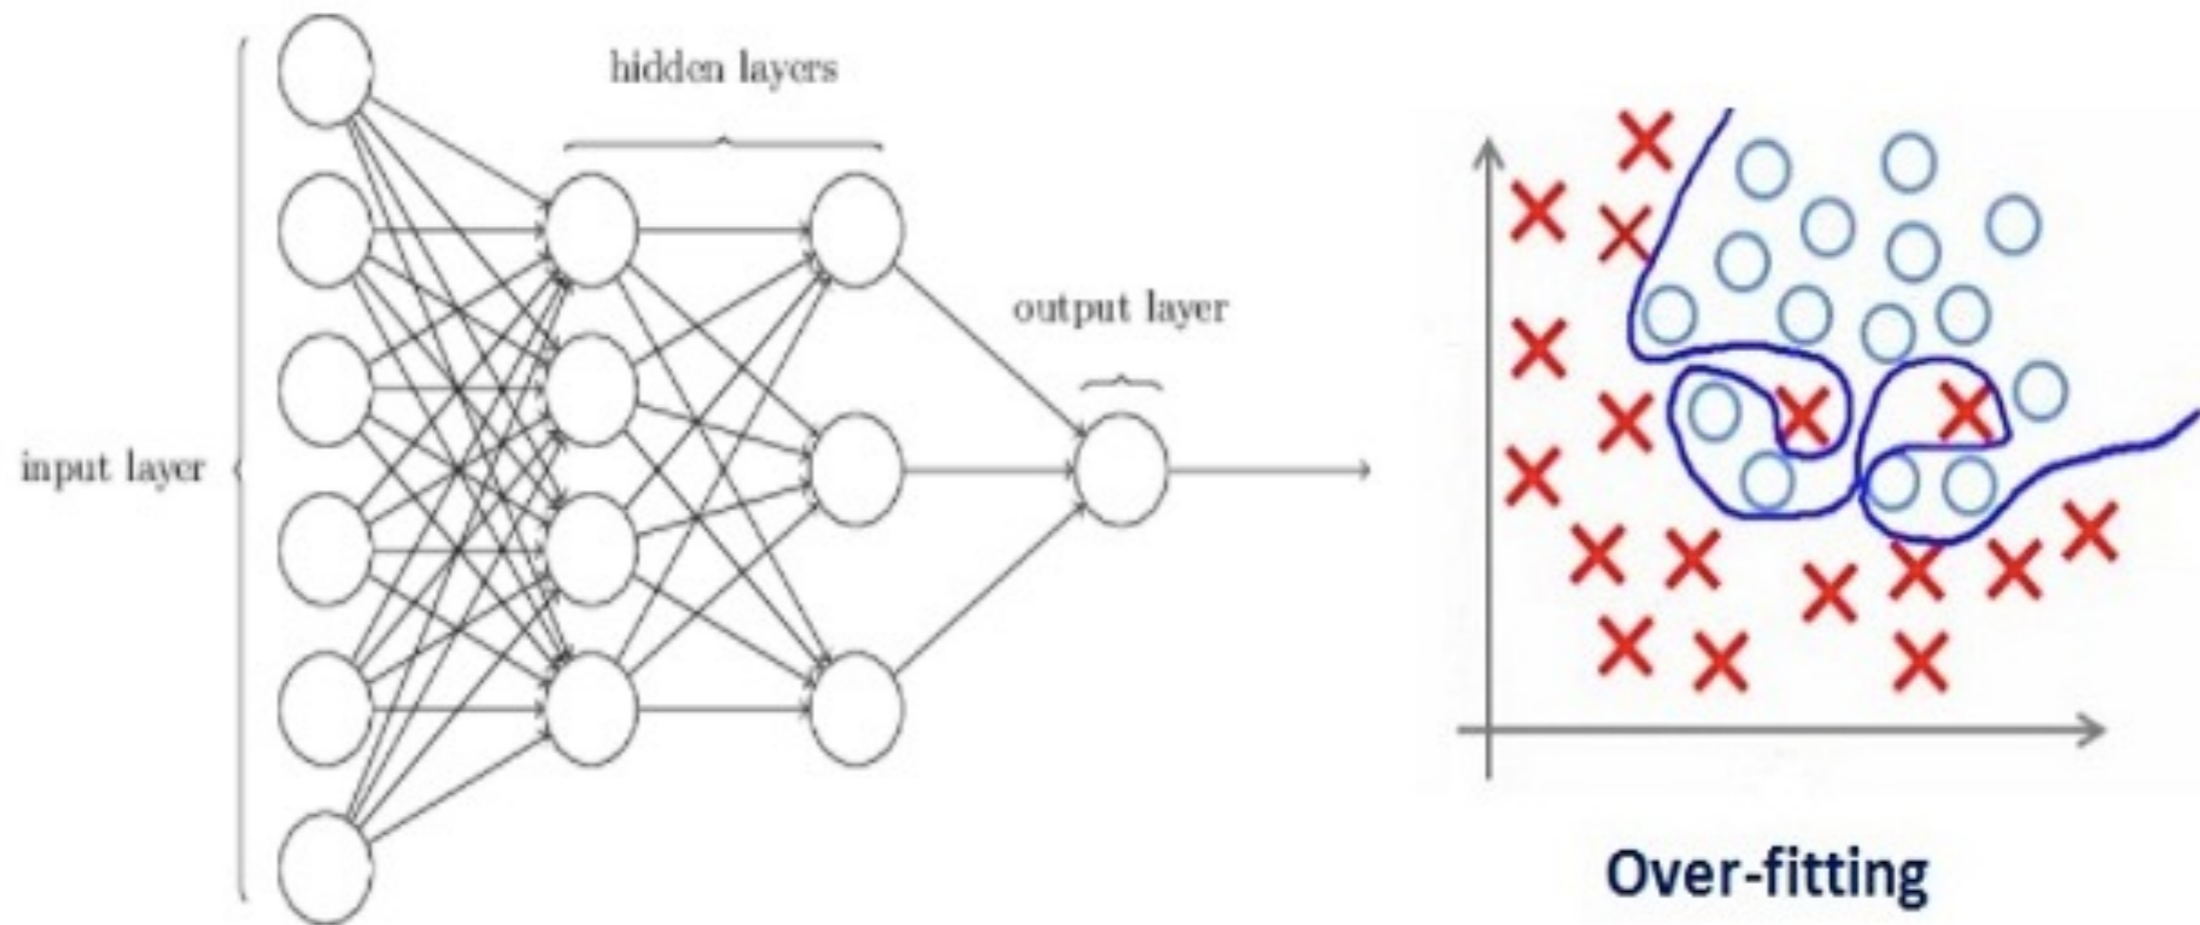 hidden layers
output layer
input layer
Over-fitting